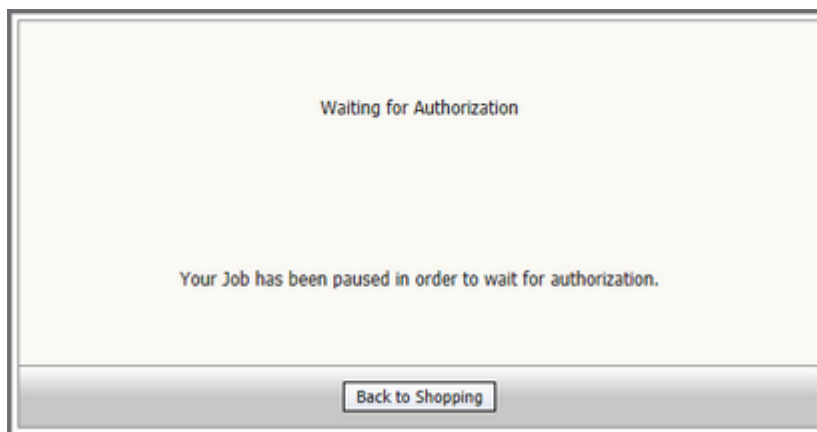 Waiting for Authorization
Your Job has been paused in order to wait for authorization.
Back to Shopping